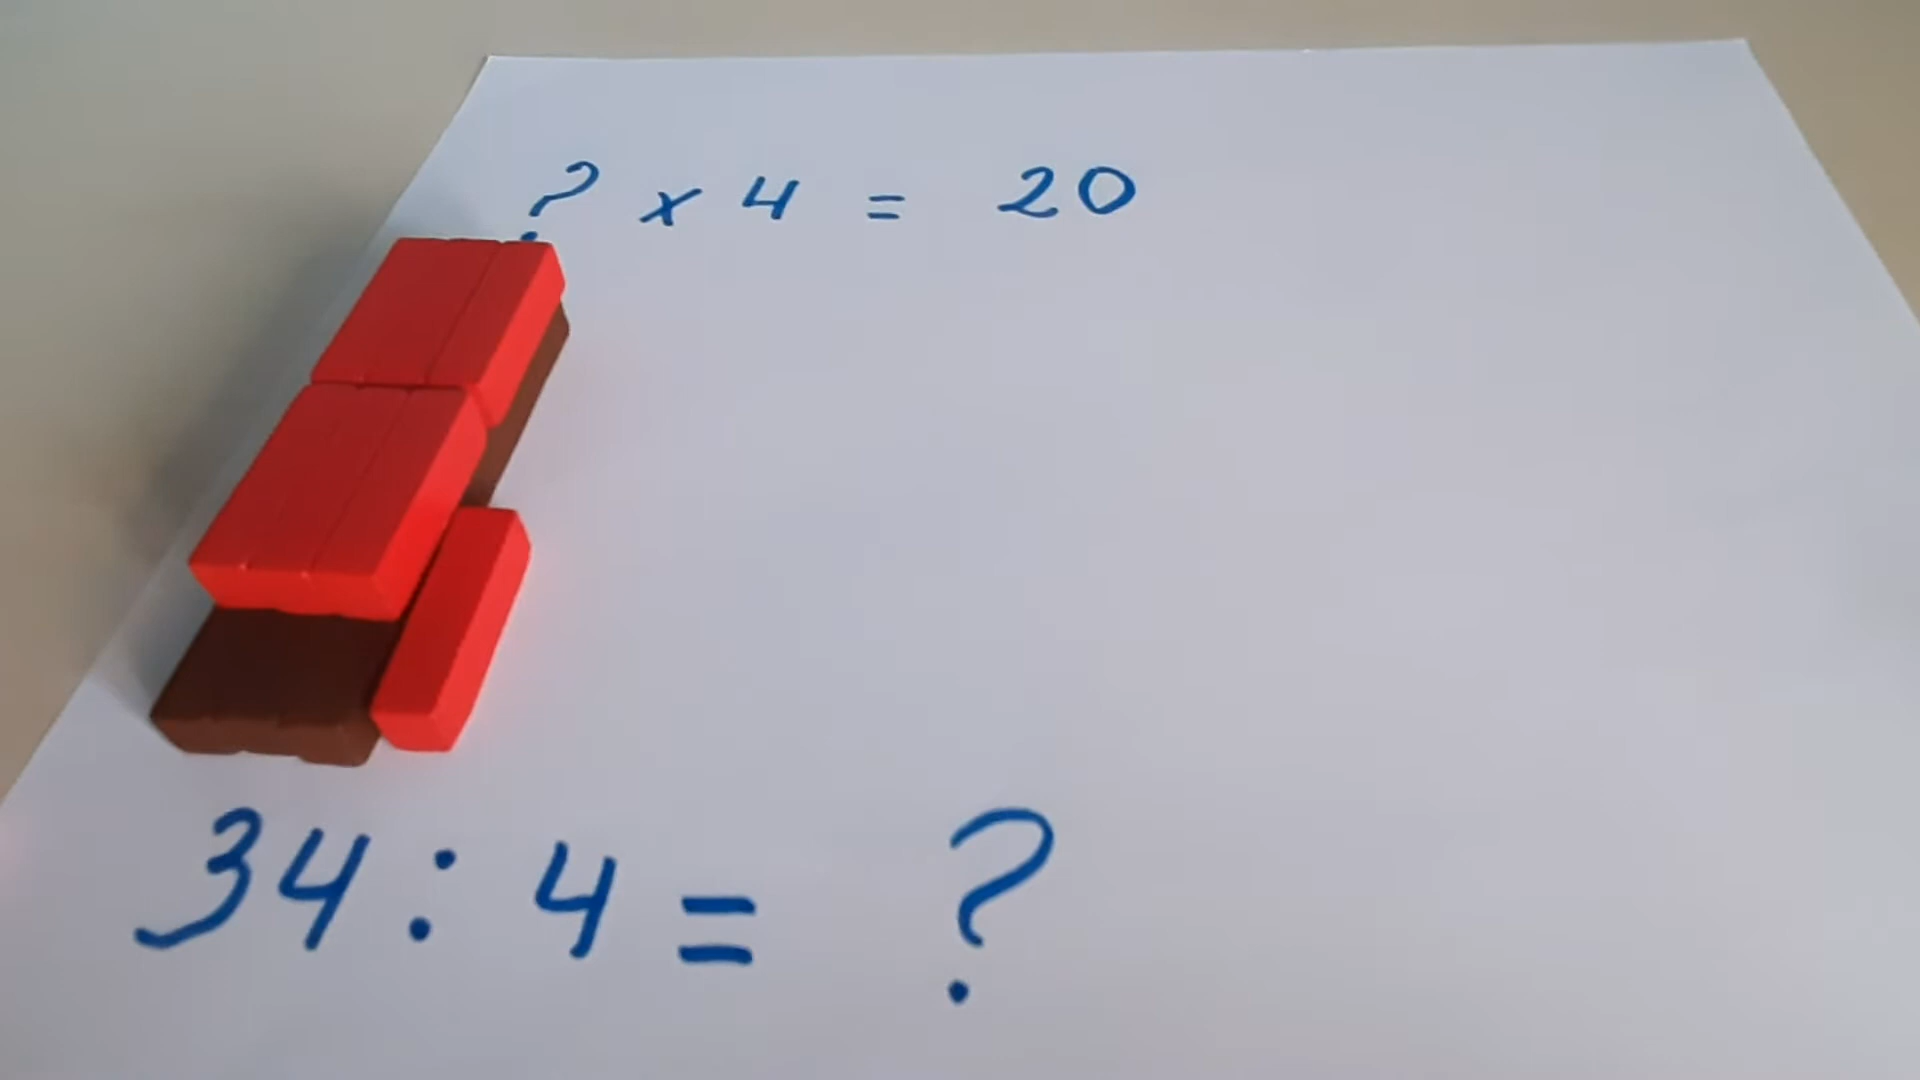 ? x 4 = 20
34 : 4 = ?